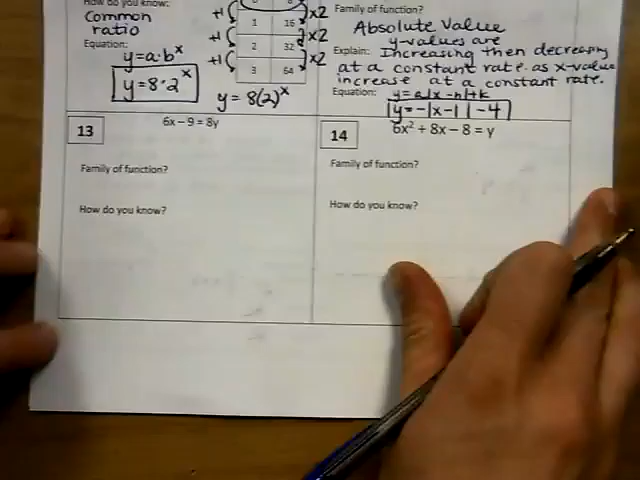 How do you know?
Common
ratio
Equation:
y=a·b^x
y=8·2^x
+1 1 16 x2
+1 2 32 x2
+1 3 64 x2
y = 8(2)^x
Family of function?
Absolute Value
y-values are
Explain: Increasing then decreasing
at a constant rate. as x-value
increase at a constant rate.
Equation: y=a|x-h|+k
y=-|x-1|-4
13
6x – 9 = 8y
Family of function?
How do you know?
14
6x² + 8x – 8 = y
Family of function?
How do you know?